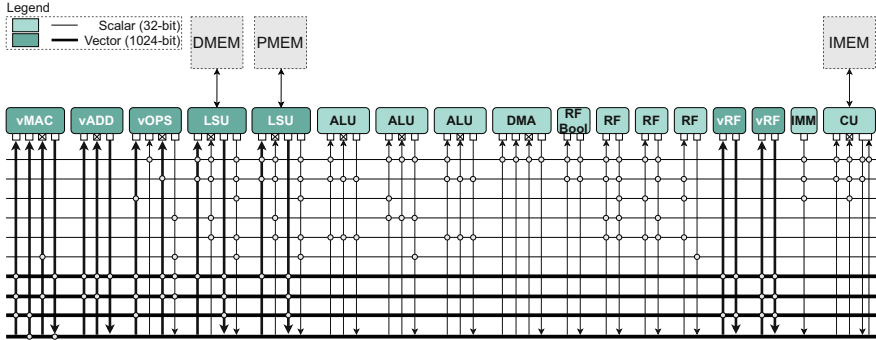 Legend
Scalar (32-bit)
Vector (1024-bit)
DMEM
PMEM
IMEM
vMAC
vADD
vOPS
LSU
LSU
ALU
ALU
ALU
DMA
RF
Bool
RF
RF
RF
vRF
vRF
IMM
CU